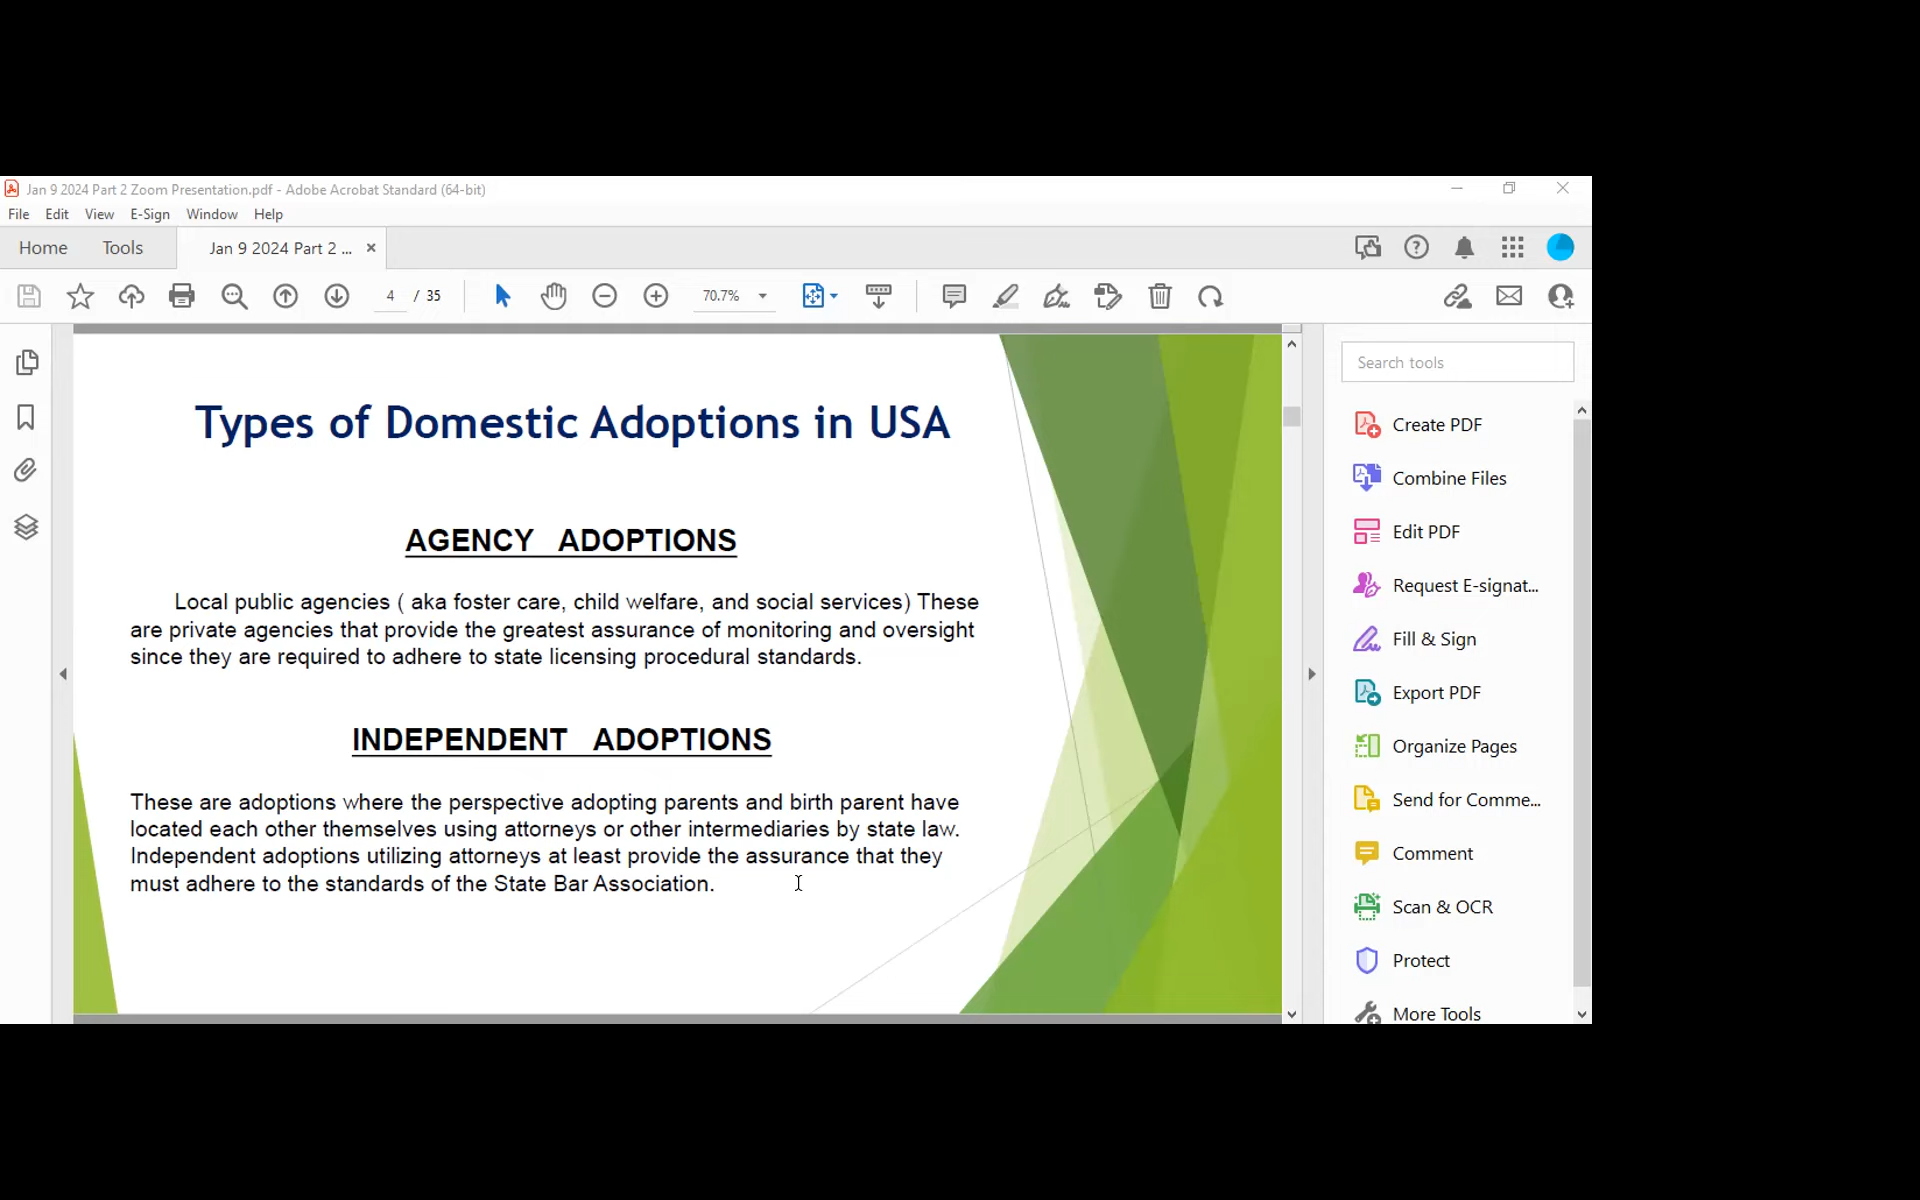 Jan 9 2024 Part 2 Zoom Presentation.pdf - Adobe Acrobat Standard (64-bit)
File Edit View E-Sign Window Help
Home Tools Jan 9 2024 Part 2 ... ×
4 / 35 70.7%
Search tools
Create PDF
Combine Files
Edit PDF
Request E-signat...
Fill & Sign
Export PDF
Organize Pages
Send for Comme...
Comment
Scan & OCR
Protect
More Tools
Types of Domestic Adoptions in USA
AGENCY ADOPTIONS
Local public agencies ( aka foster care, child welfare, and social services) These
are private agencies that provide the greatest assurance of monitoring and oversight
since they are required to adhere to state licensing procedural standards.
INDEPENDENT ADOPTIONS
These are adoptions where the perspective adopting parents and birth parent have
located each other themselves using attorneys or other intermediaries by state law.
Independent adoptions utilizing attorneys at least provide the assurance that they
must adhere to the standards of the State Bar Association.